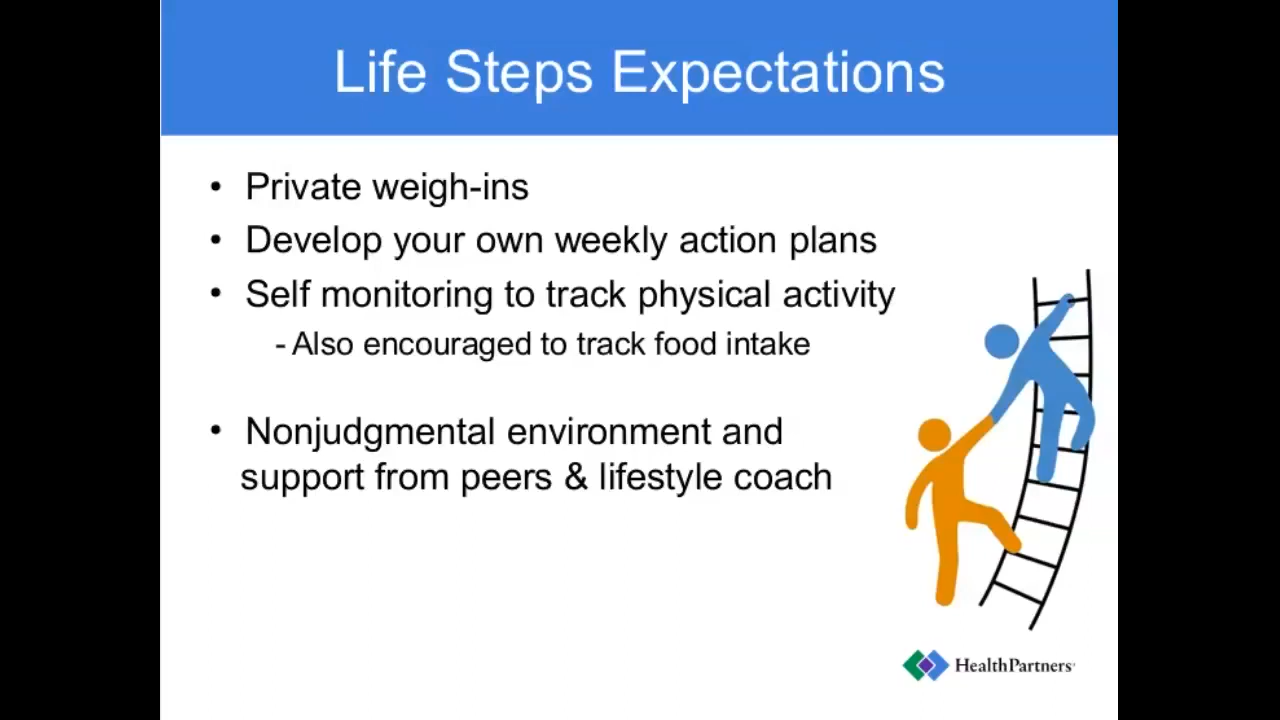 Life Steps Expectations
• Private weigh-ins
• Develop your own weekly action plans
• Self monitoring to track physical activity
- Also encouraged to track food intake
• Nonjudgmental environment and
support from peers & lifestyle coach
HealthPartners